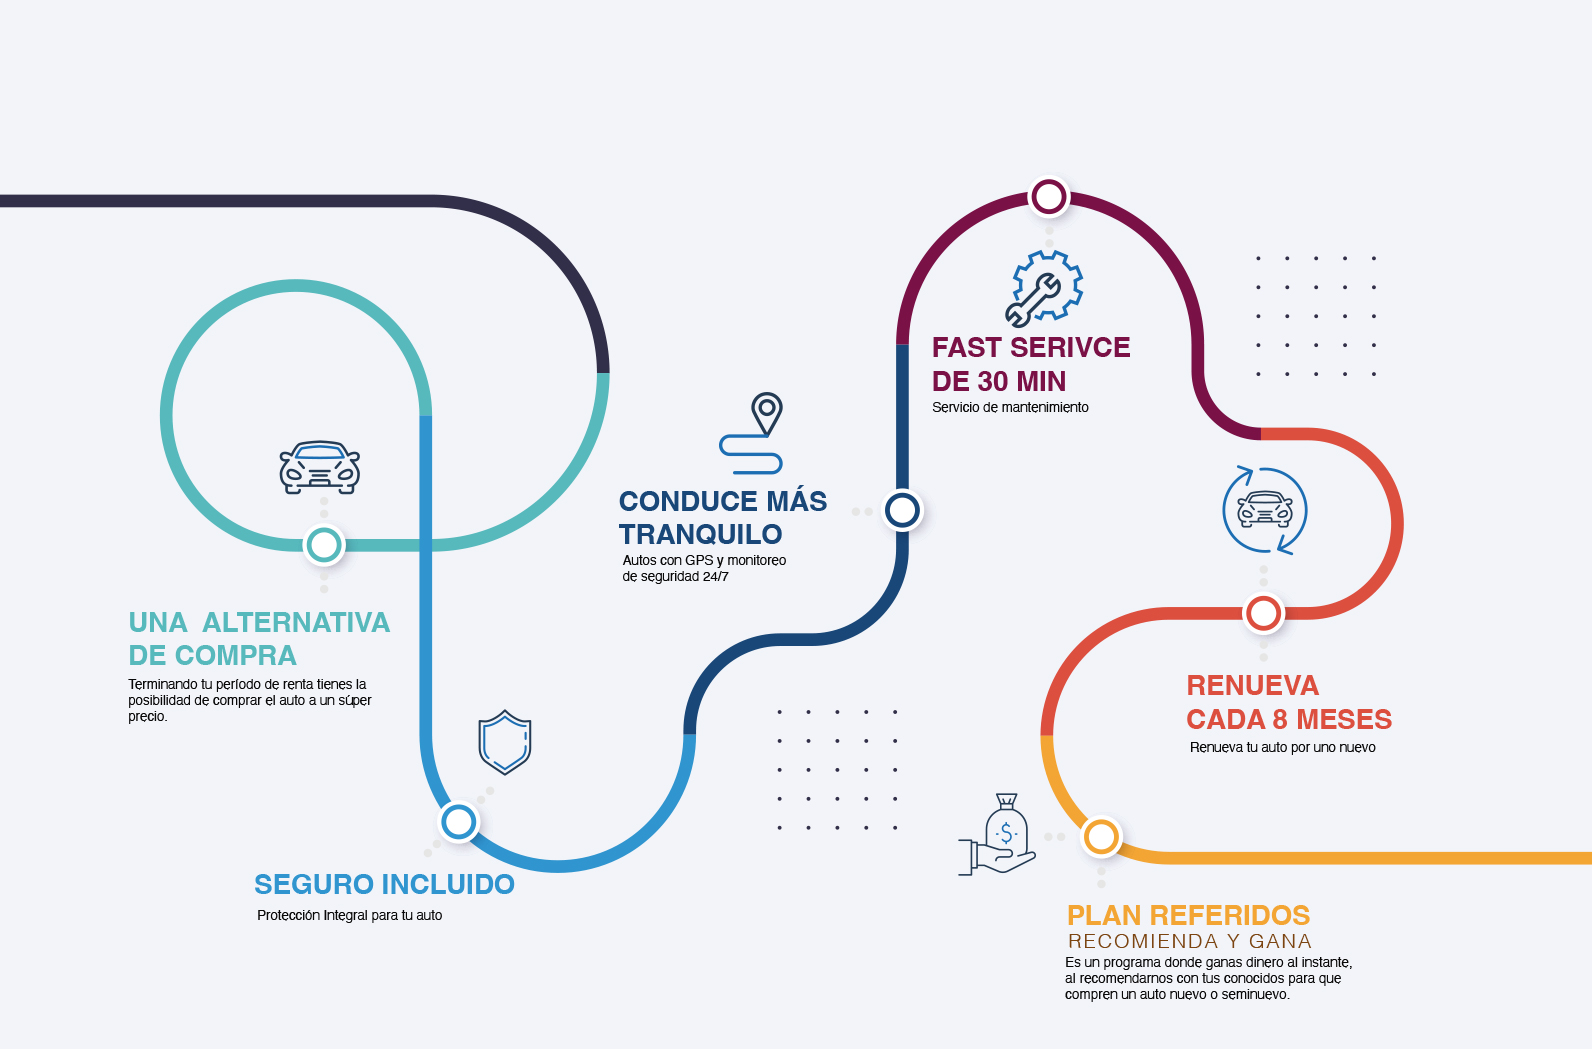 UNA ALTERNATIVA
DE COMPRA
Terminando tu período de renta tienes la
posibilidad de comprar el auto a un súper
precio.
SEGURO INCLUIDO
Protección Integral para tu auto
CONDUCE MÁS
TRANQUILO
Autos con GPS y monitoreo
de seguridad 24/7
FAST SERIVCE
DE 30 MIN
Servicio de mantenimiento
RENUEVA
CADA 8 MESES
Renueva tu auto por uno nuevo
$
PLAN REFERIDOS
RECOMIENDA Y GANA
Es un programa donde ganas dinero al instante,
al recomendarnos con tus conocidos para que
compren un auto nuevo o seminuevo.